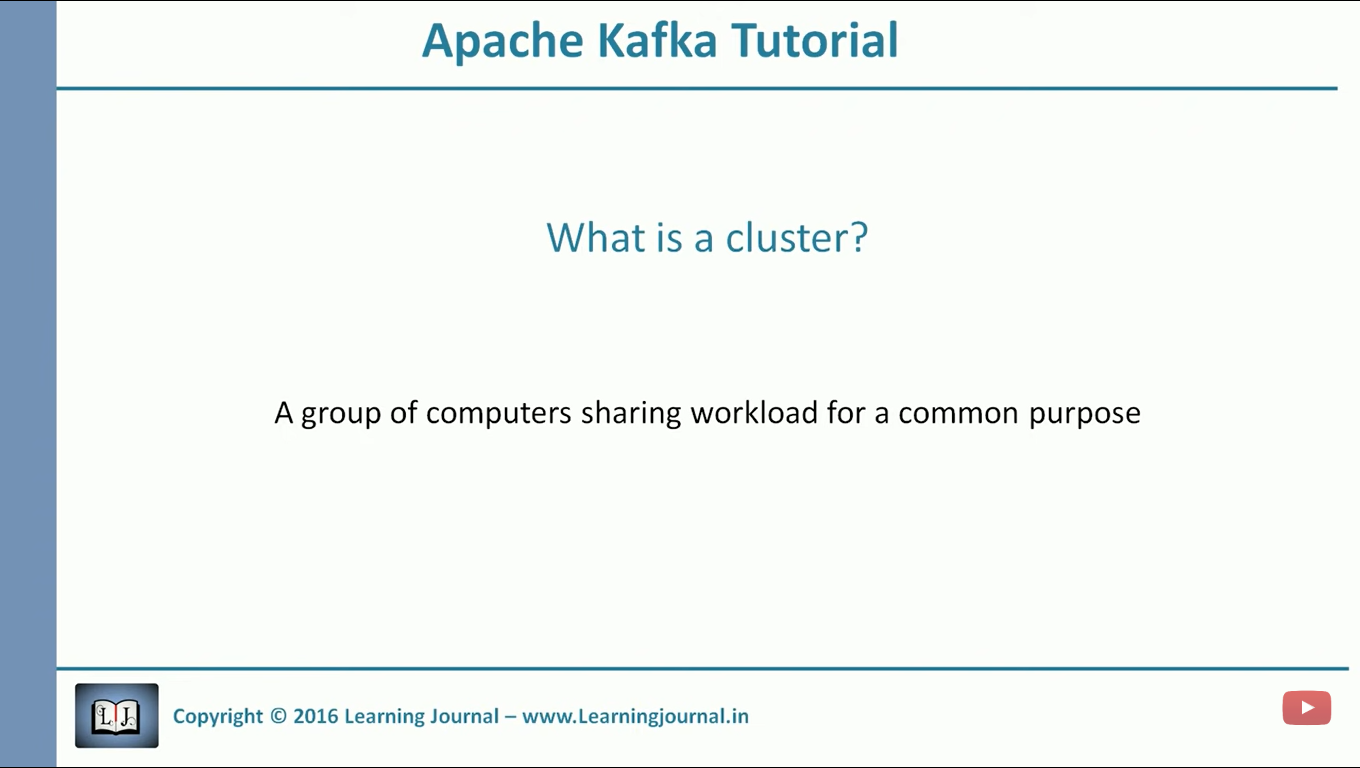 Apache Kafka Tutorial
What is a cluster?
A group of computers sharing workload for a common purpose
LJ
Copyright © 2016 Learning Journal – www.Learningjournal.in